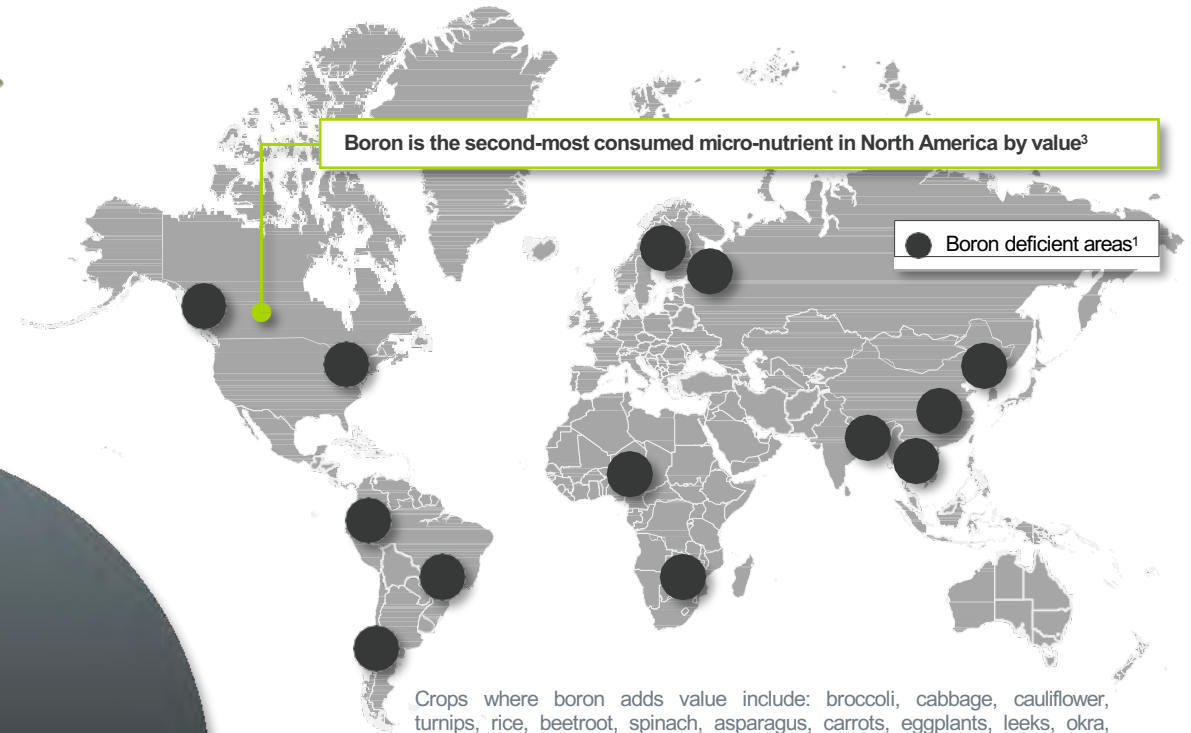 Boron is the second-most consumed micro-nutrient in North America by value³
Boron deficient areas¹
Crops where boron adds value include: broccoli, cabbage, cauliflower,
turnips, rice, beetroot, spinach, asparagus, carrots, eggplants, leeks, okra,